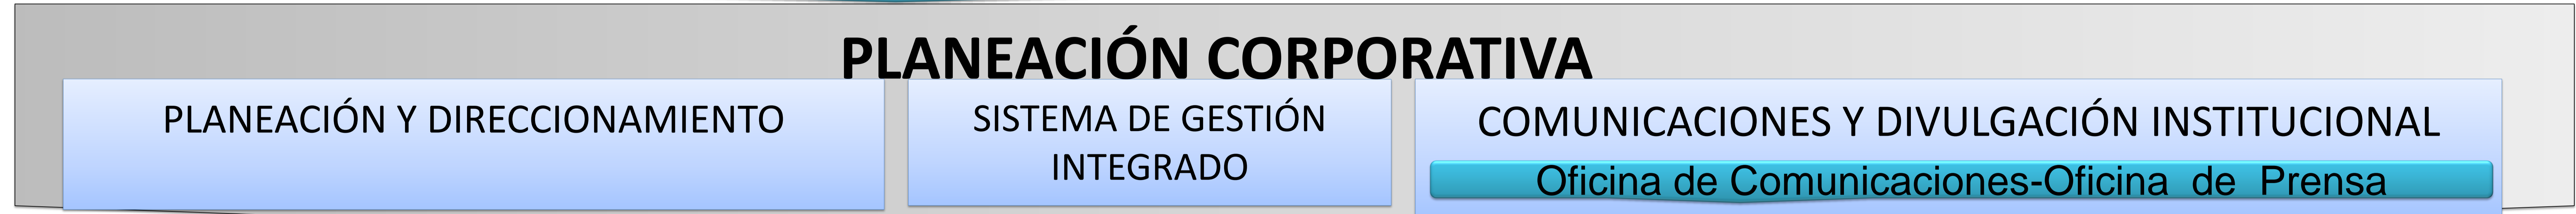 PLANEACIÓN CORPORATIVA
PLANEACIÓN Y DIRECCIONAMIENTO
SISTEMA DE GESTIÓN
INTEGRADO
COMUNICACIONES Y DIVULGACIÓN INSTITUCIONAL
Oficina de Comunicaciones-Oficina de Prensa